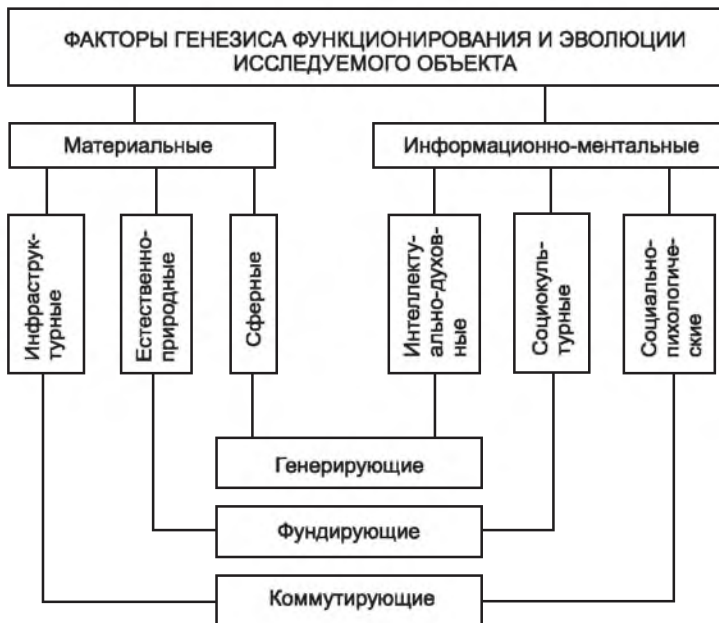 ФАКТОРЫ ГЕНЕЗИСА ФУНКЦИОНИРОВАНИЯ И ЭВОЛЮЦИИ
ИССЛЕДУЕМОГО ОБЪЕКТА
Материальные
Информационно-ментальные
Инфраструк-
турные
Естественно-
природные
Сферные
Интеллекту-
ально-духов-
ные
Социокуль-
турные
Социально-
пихологиче-
ские
Генерирующие
Фундирующие
Коммутирующие